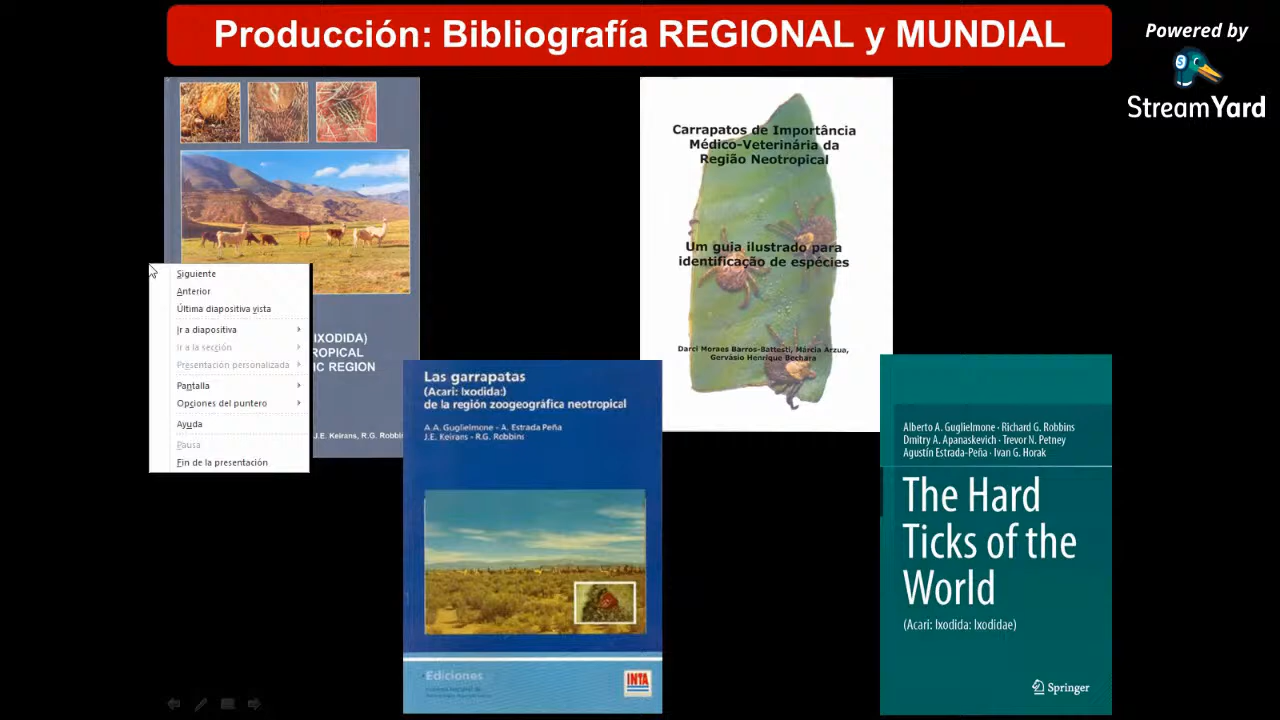 Producción: Bibliografía REGIONAL y MUNDIAL
Powered by
StreamYard
Siguiente
Anterior
Última diapositiva vista
Ir a diapositiva
Ir a la sección
Presentación personalizada
Pantalla
Opciones del puntero
Ayuda
Pausa
Fin de la presentación
(IXODIDA)
IC REGION
J.E. Keirans, R.G. Robbin
Carrapatos de Importância
Médico-Veterinária da
Região Neotropical
Um guia ilustrado para
identificação de espécies
Darci Moraes Barros-Battesti, Márcia Arzua,
Gervásio Henrique Bechara
Las garrapatas
(Acari: Ixodida:)
de la región zoogeográfica neotropical
A.A. Guglielmone - A. Estrada Peña
J.E. Keirans - R.G. Robbins
Ediciones
INTA
Alberto A. Guglielmone · Richard G. Robbins
Dmitry A. Apanaskevich · Trevor N. Petney
Agustín Estrada-Peña · Ivan G. Horak
The Hard
Ticks of the
World
(Acari: Ixodida: Ixodidae)
Springer